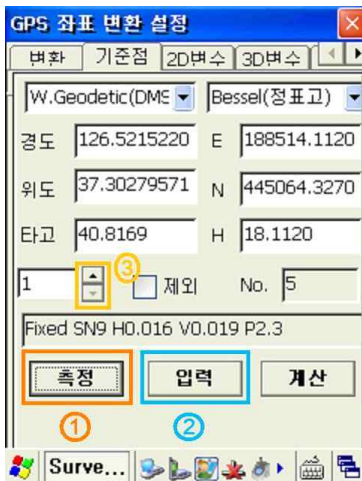 GPS 좌표 변환 설정
변환 기준점 2D변수 3D변수
W.Geodetic(DMS Bessel(정표고)
경도 126.5215220 E 188514.1120
위도 37.30279571 N 445064.3270
타고 40.8169 H 18.1120
1 ③ 제외 No. 5
Fixed SN9 H0.016 V0.019 P2.3
측정 입력 계산
① ②
Surve...